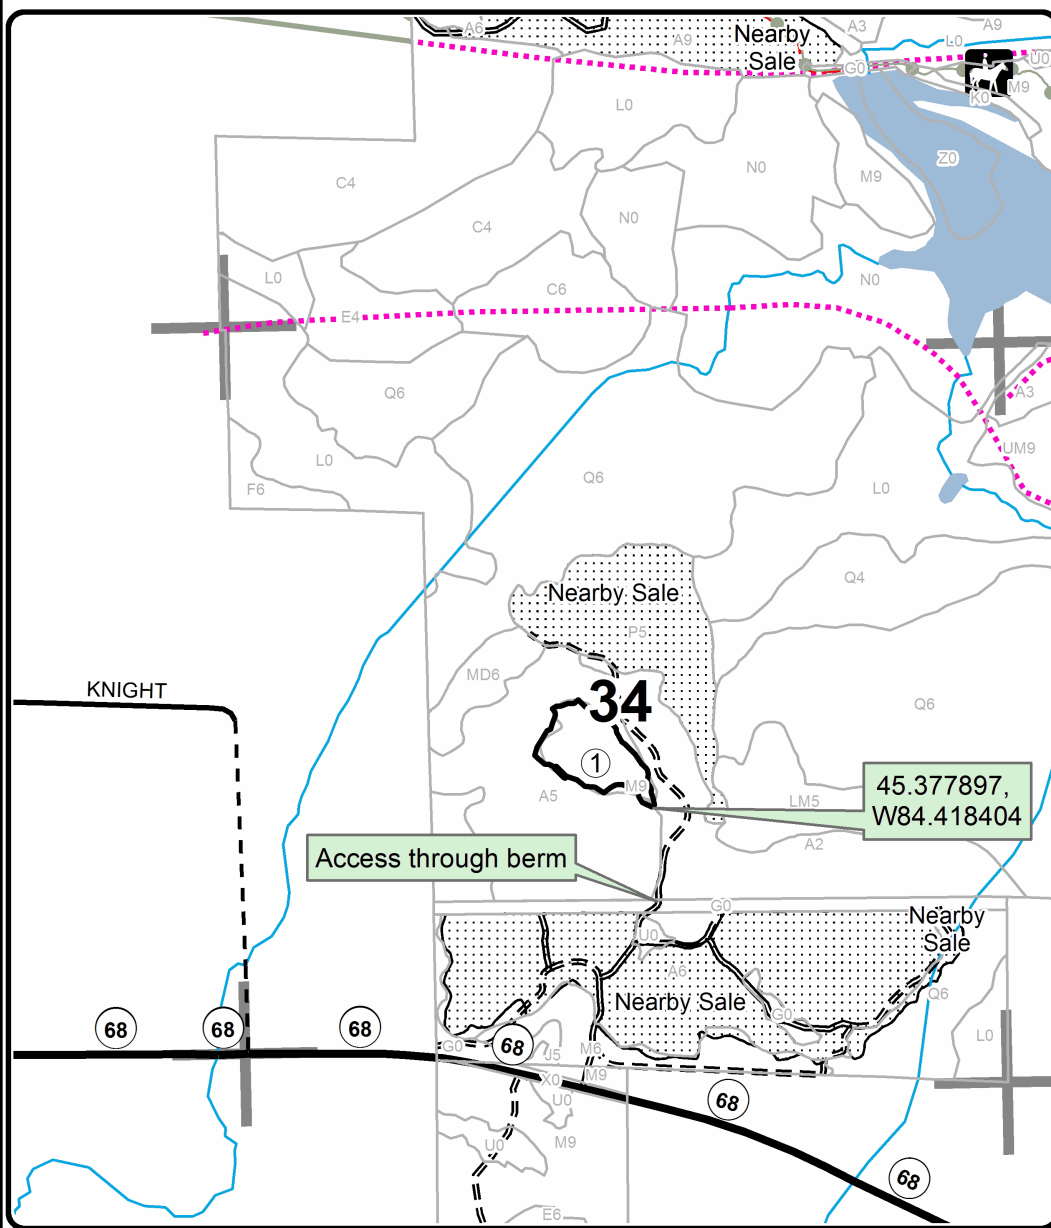 A6
A9
Nearby
Sale
A3
A9
L0
U0
G0
M9
K0
L0
Z0
C4
N0
M9
C4
N0
L0
C6
N0
E4
Q6
A3
L0
UM9
F6
Q6
L0
Nearby Sale
Q4
P5
MD6
KNIGHT
34
Q6
1
M9
A5
LM5
45.377897,
W84.418404
A2
Access through berm
G0
Nearby
Sale
U0
A6
Nearby Sale
Q6
G0
68
68
68
68
G0
J5
M6
L0
X0
M9
U0
68
U0
M9
68
E6